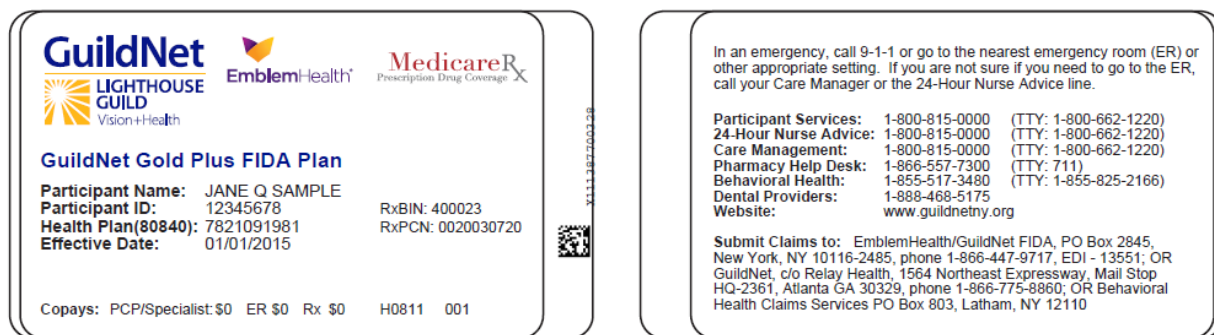 GuildNet
LIGHTHOUSE
GUILD
Vision+Health
EmblemHealth®
MedicareRx
Prescription Drug Coverage
GuildNet Gold Plus FIDA Plan
Participant Name: JANE Q SAMPLE
Participant ID: 12345678 RxBIN: 400023
Health Plan(80840): 7821091981 RxPCN: 0020030720
Effective Date: 01/01/2015
Copays: PCP/Specialist:$0 ER $0 Rx $0 H0811 001
In an emergency, call 9-1-1 or go to the nearest emergency room (ER) or
other appropriate setting. If you are not sure if you need to go to the ER,
call your Care Manager or the 24-Hour Nurse Advice line.
Participant Services: 1-800-815-0000 (TTY: 1-800-662-1220)
24-Hour Nurse Advice: 1-800-815-0000 (TTY: 1-800-662-1220)
Care Management: 1-800-815-0000 (TTY: 1-800-662-1220)
Pharmacy Help Desk: 1-866-557-7300 (TTY: 711)
Behavioral Health: 1-855-517-3480 (TTY: 1-855-825-2166)
Dental Providers: 1-888-468-5175
Website: www.guildnetny.org
Submit Claims to: EmblemHealth/GuildNet FIDA, PO Box 2845,
New York, NY 10116-2485, phone 1-866-447-9717, EDI - 13551; OR
GuildNet, c/o Relay Health, 1564 Northeast Expressway, Mail Stop
HQ-2361, Atlanta GA 30329, phone 1-866-775-8860; OR Behavioral
Health Claims Services PO Box 803, Latham, NY 12110